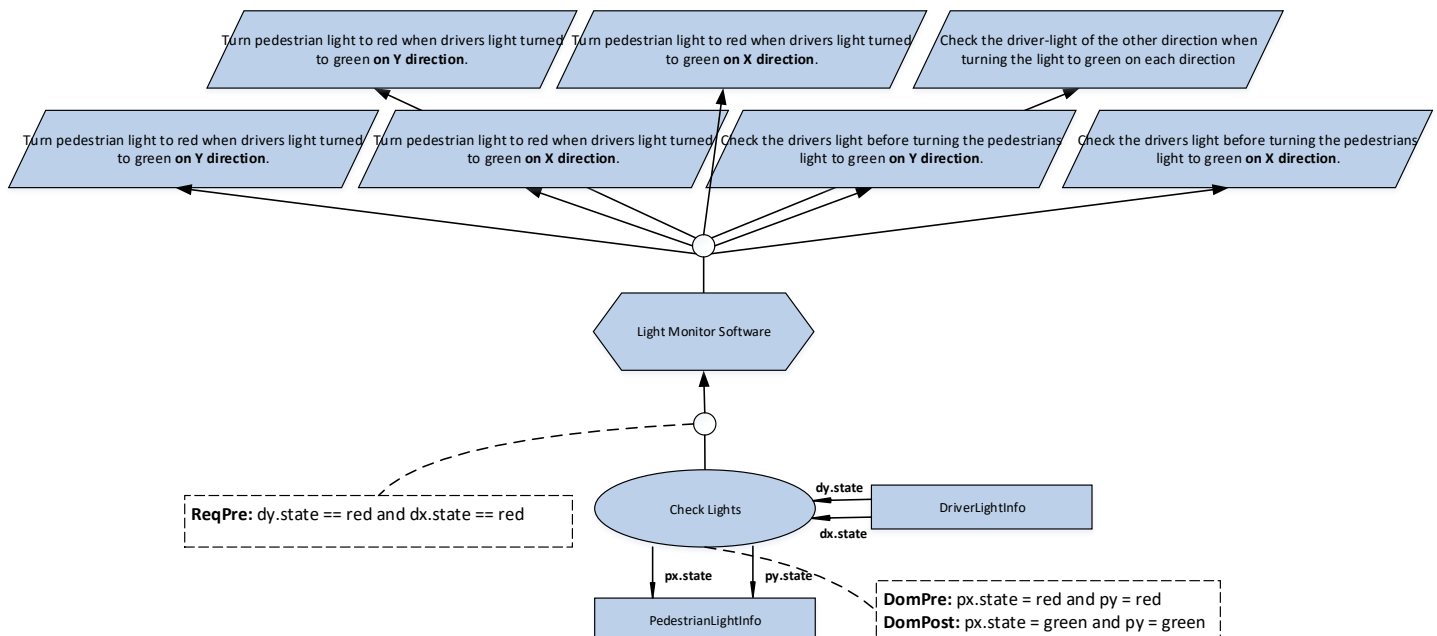 Turn pedestrian light to red when drivers light turned
to green on Y direction.
Turn pedestrian light to red when drivers light turned
to green on X direction.
Check the driver-light of the other direction when
turning the light to green on each direction
Turn pedestrian light to red when drivers light turned
to green on Y direction.
Turn pedestrian light to red when drivers light turned
to green on X direction.
Check the drivers light before turning the pedestrians
light to green on Y direction.
Check the drivers light before turning the pedestrians
light to green on X direction.
Light Monitor Software
ReqPre: dy.state == red and dx.state == red
Check Lights
dy.state
dx.state
DriverLightInfo
px.state
py.state
PedestrianLightInfo
DomPre: px.state = red and py = red
DomPost: px.state = green and py = green